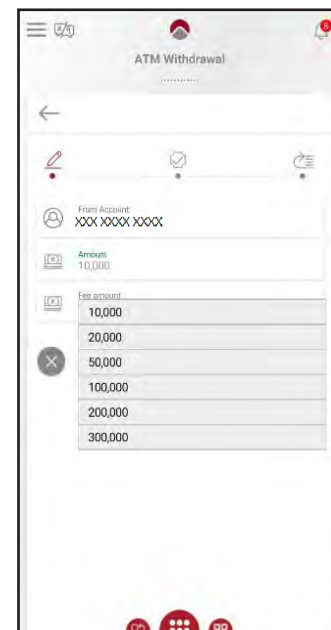 8
ATM Withdrawal
............
From Account
XXX XXXX XXXX
Amount
10,000
Fee amount
10,000
20,000
50,000
100,000
200,000
300,000